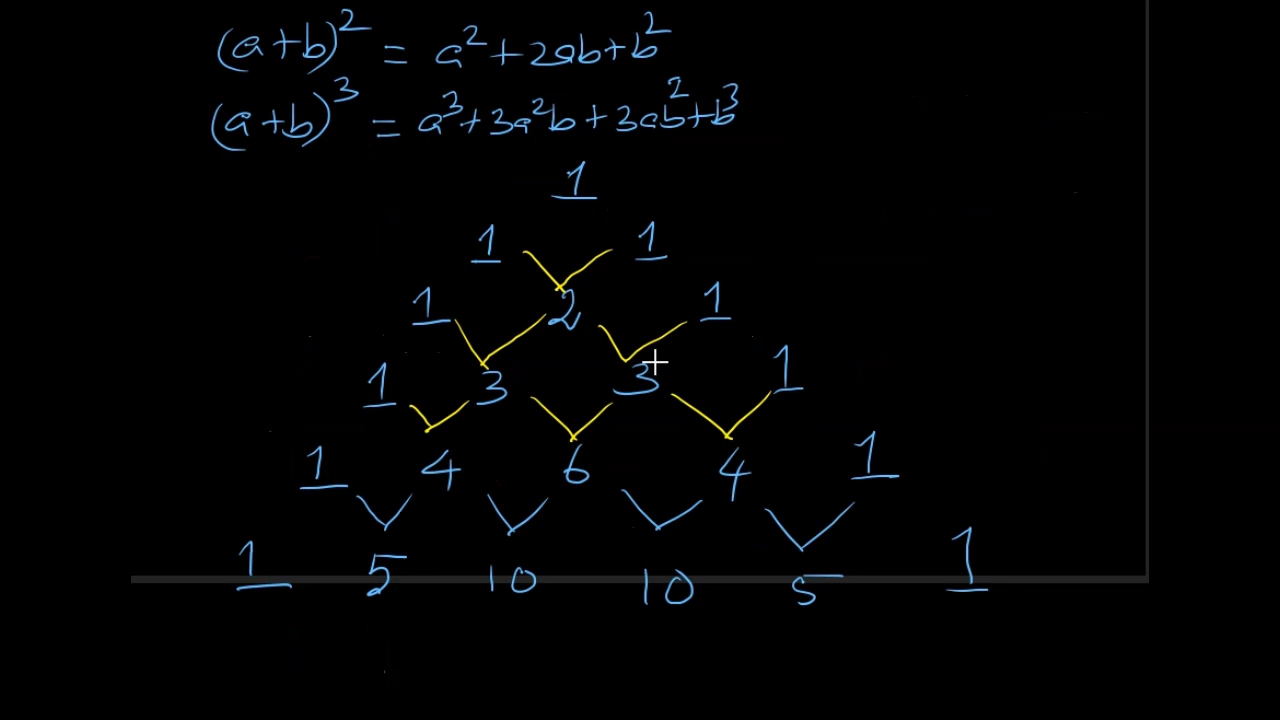 (a+b)² = a²+2ab+b²
(a+b)³ = a³+3a²b+3ab²+b³
1
1 1
1 2 1
1 3 3 1
1 4 6 4 1
1 5 10 10 5 1